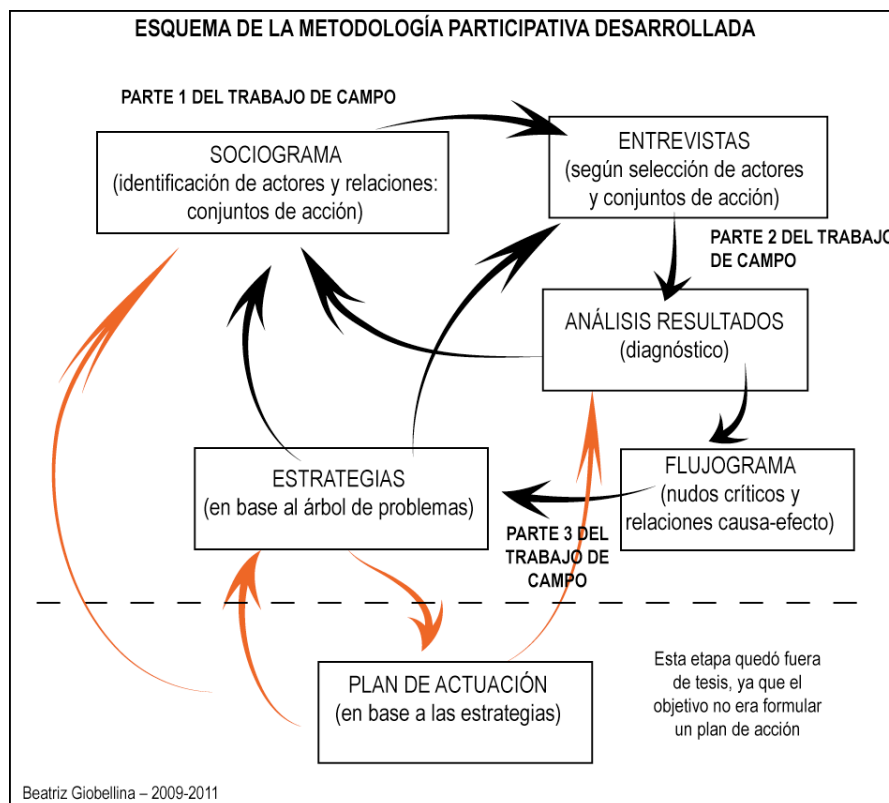 ESQUEMA DE LA METODOLOGÍA PARTICIPATIVA DESARROLLADA
PARTE 1 DEL TRABAJO DE CAMPO
SOCIOGRAMA
(identificación de actores y relaciones:
conjuntos de acción)
ENTREVISTAS
(según selección de actores
y conjuntos de acción)
PARTE 2 DEL TRABAJO
DE CAMPO
ANÁLISIS RESULTADOS
(diagnóstico)
FLUJOGRAMA
(nudos críticos y
relaciones causa-efecto)
ESTRATEGIAS
(en base al árbol de problemas)
PARTE 3 DEL
TRABAJO DE
CAMPO
PLAN DE ACTUACIÓN
(en base a las estrategias)
Esta etapa quedó fuera
de tesis, ya que el
objetivo no era formular
un plan de acción
Beatriz Giobellina – 2009-2011